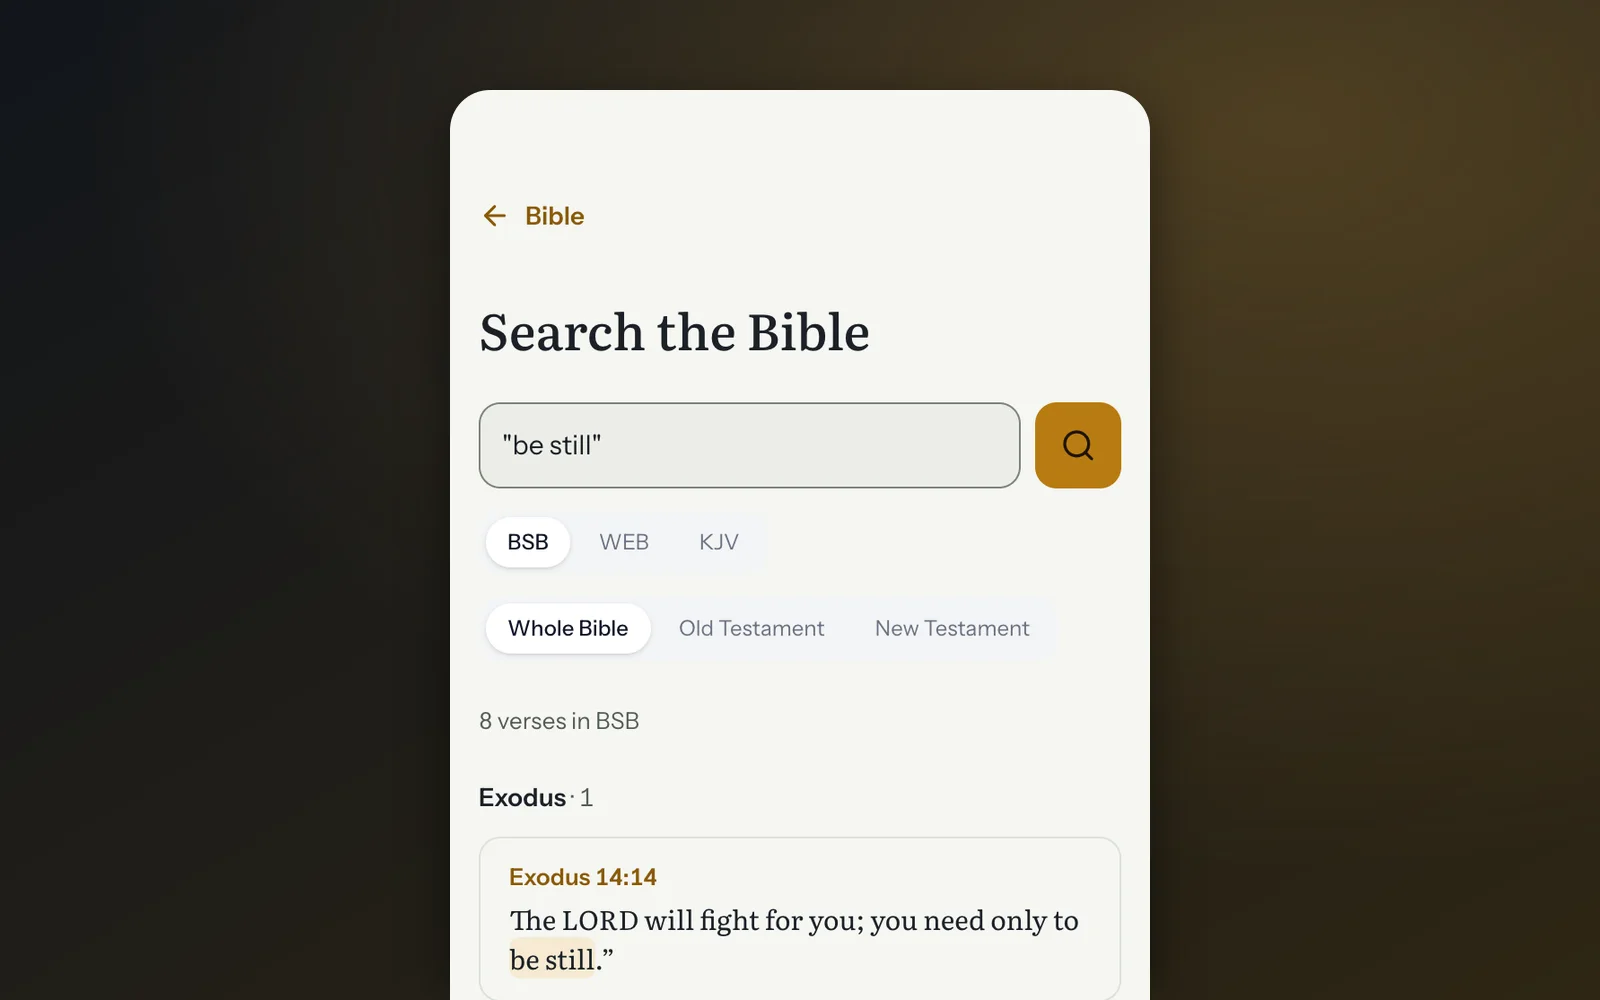 Bible
Search the Bible
"be still"
BSB WEB KJV
Whole Bible Old Testament New Testament
8 verses in BSB
Exodus · 1
Exodus 14:14
The LORD will fight for you; you need only to
be still.”